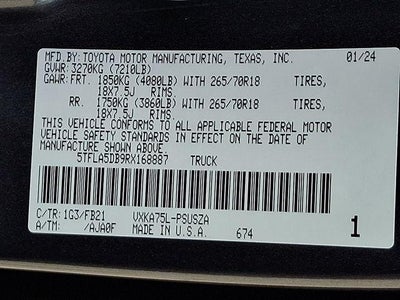 MFD.BY: TOYOTA MOTOR MANUFACTURING, TEXAS, INC. 01/24
GVWR: 3270KG (7210LB)
GAWR: FRT. 1850KG (4080LB) WITH 265/70R18 TIRES,
18X7.5J RIMS.
RR. 1750KG (3860LB) WITH 265/70R18 TIRES,
18X7.5J RIMS.
THIS VEHICLE CONFORMS TO ALL APPLICABLE FEDERAL MOTOR
VEHICLE SAFETY STANDARDS IN EFFECT ON THE DATE OF
MANUFACTURE SHOWN ABOVE.
5TFLA5DB9RX168887 TRUCK
C/TR: 1G3/FB21 VXKA75L-PSUSZA
A/TM: /AJA0F MADE IN U.S.A. 674 1